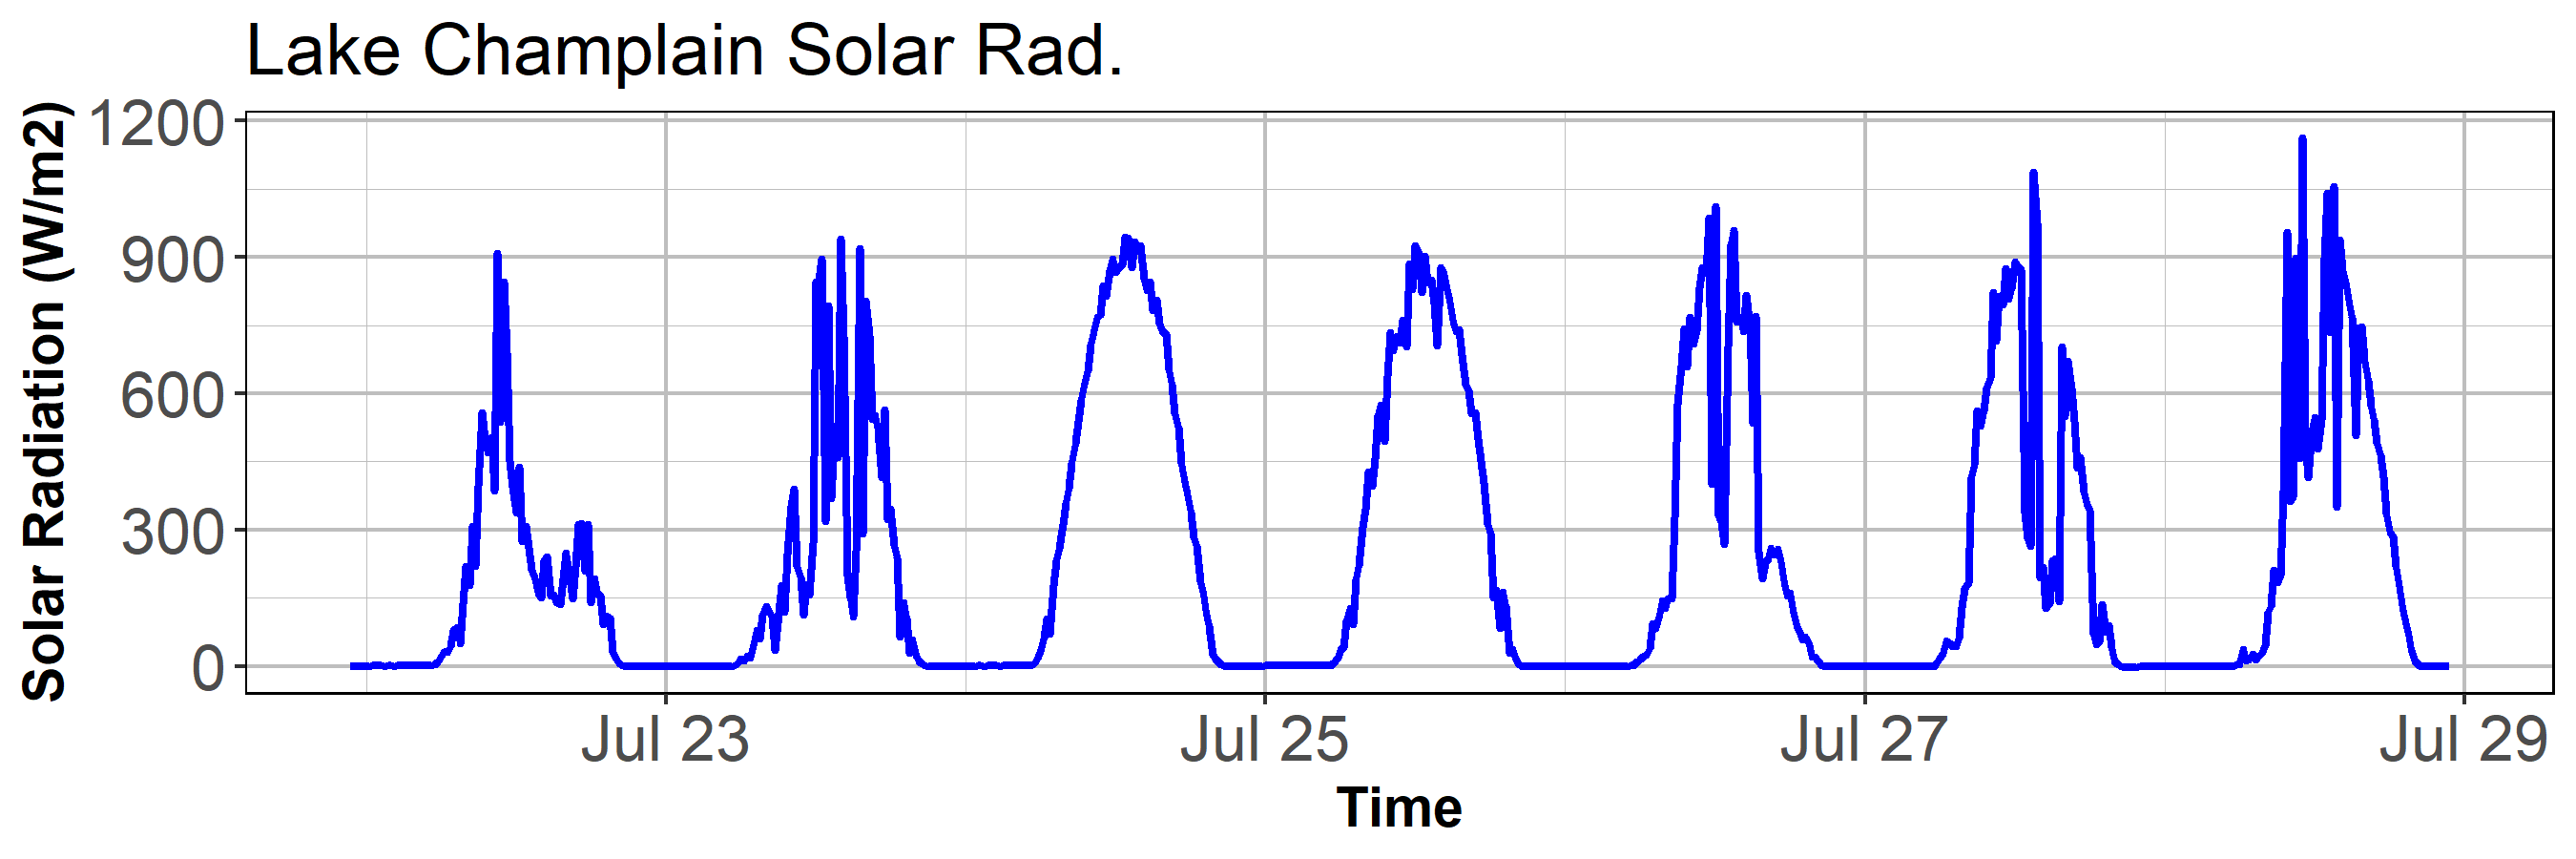 Lake Champlain Solar Rad.
Solar Radiation (W/m2)
1200
900
600
300
0
Jul 23
Jul 25
Jul 27
Jul 29
Time